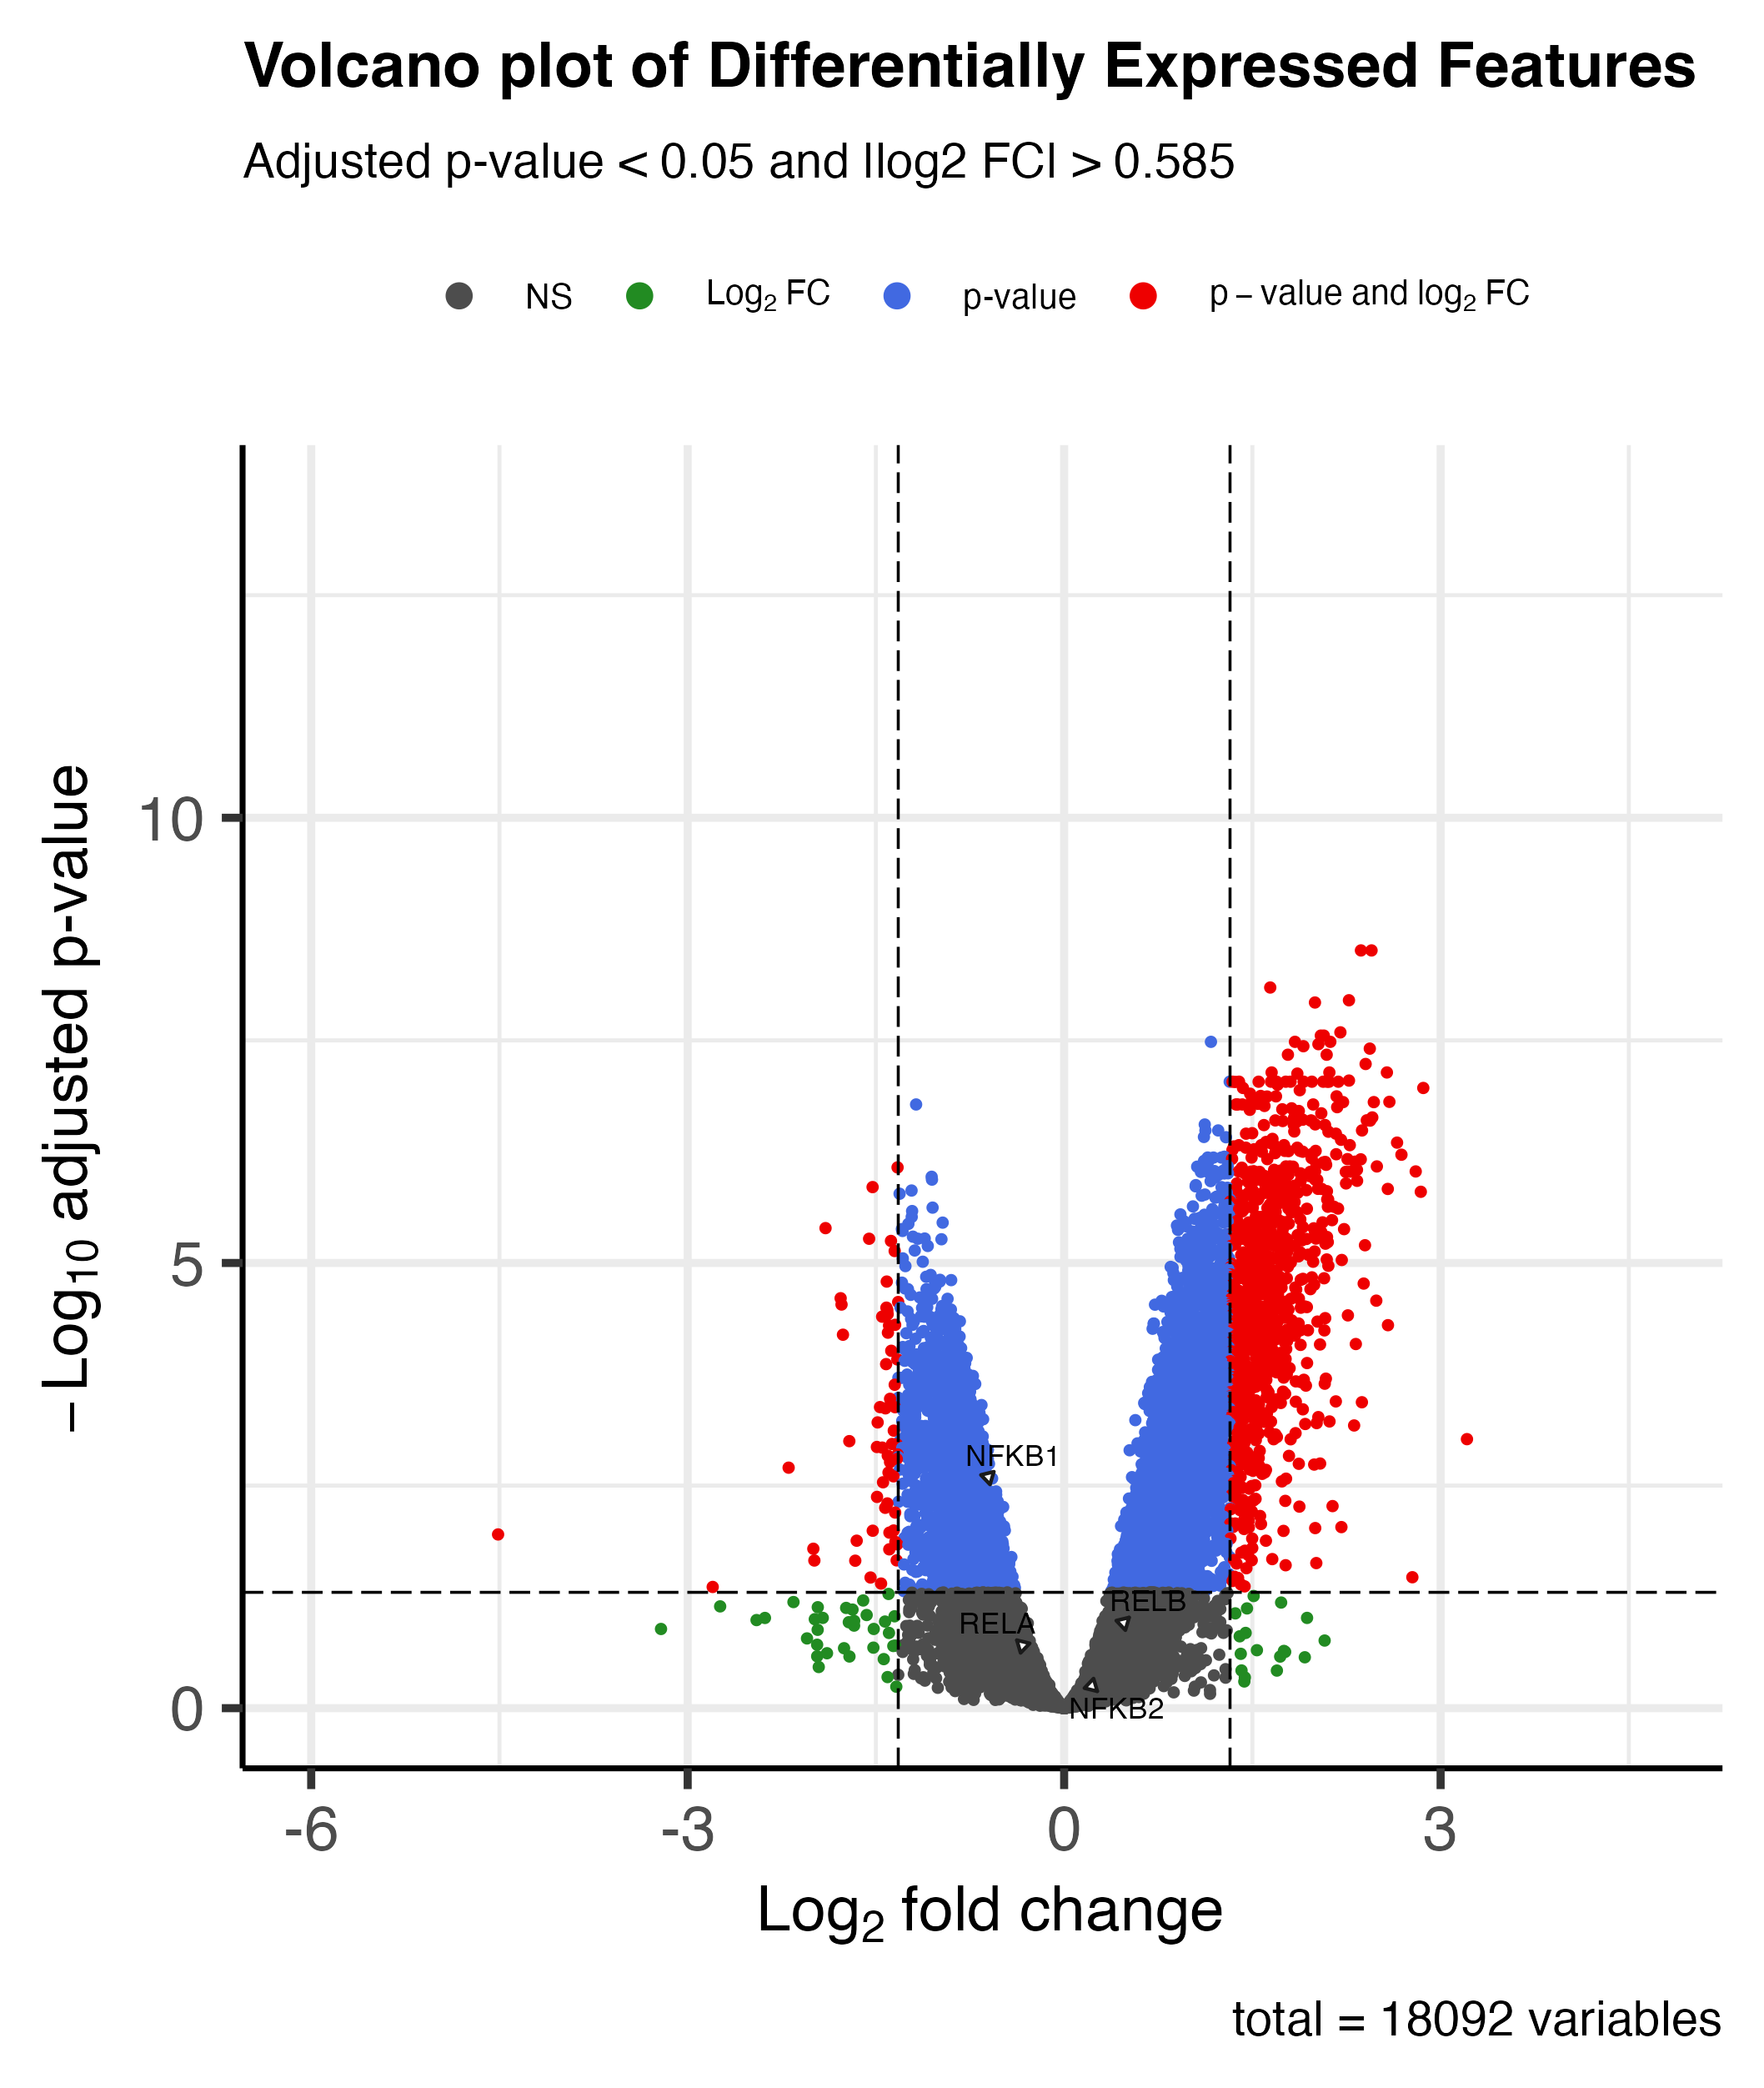 Volcano plot of Differentially Expressed Features
Adjusted p-value < 0.05 and |log2 FC| > 0.585
NS
Log₂ FC
p-value
p – value and log₂ FC
– Log₁₀ adjusted p-value
10
5
0
NFKB1
RELB
RELA
NFKB2
-6
-3
0
3
Log₂ fold change
total = 18092 variables